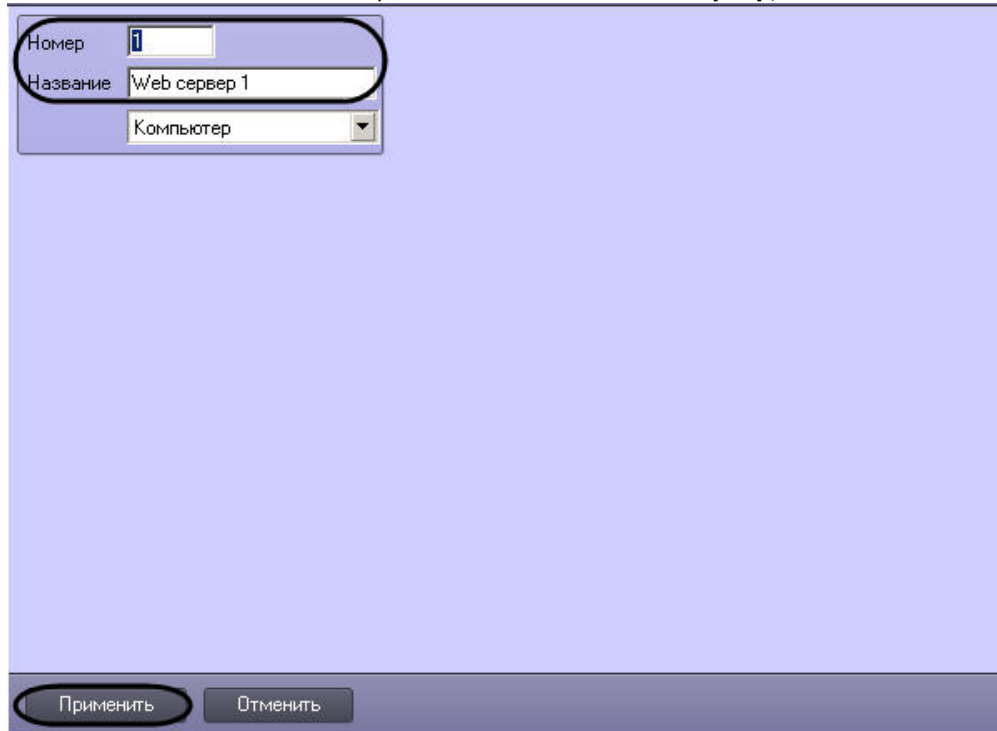 Номер 1
Название Web сервер 1
Компьютер
Применить Отменить